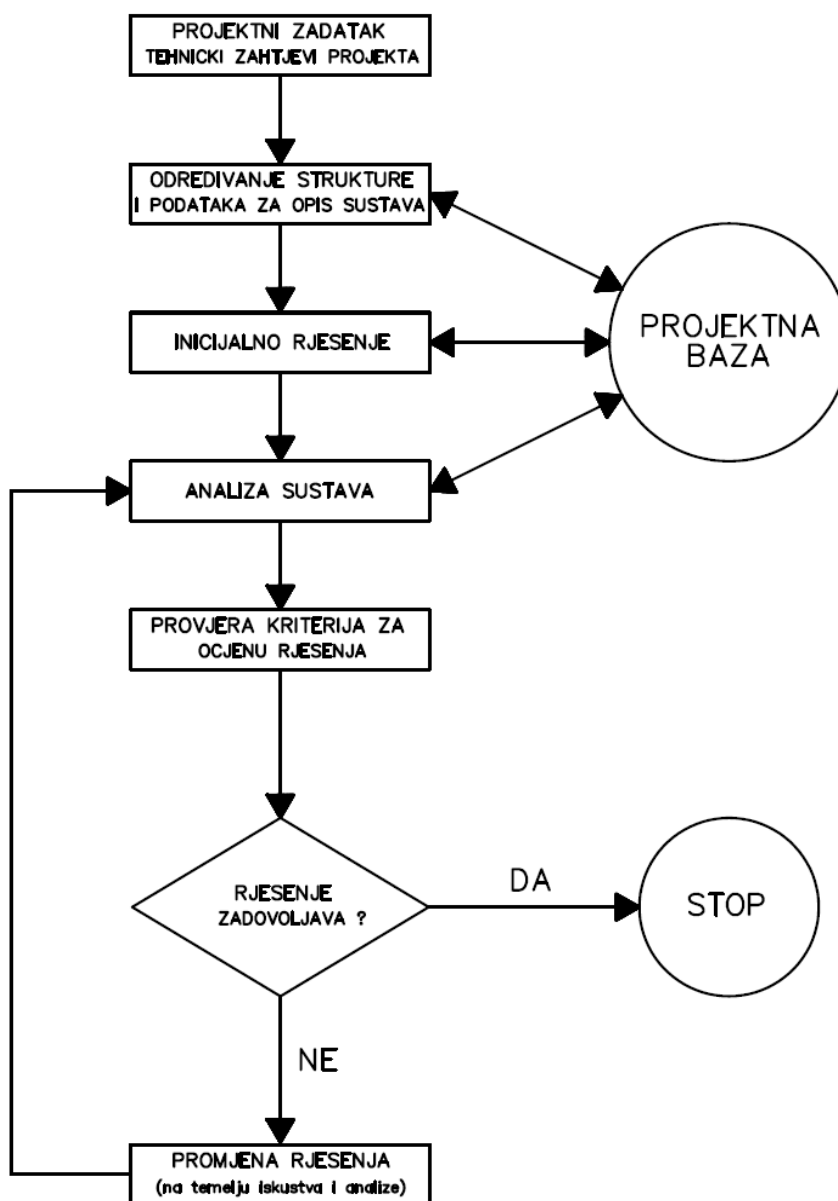 PROJEKTNI ZADATAK
TEHNICKI ZAHTJEVI PROJEKTA
ODREDIVANJE STRUKTURE
I PODATAKA ZA OPIS SUSTAVA
INICIJALNO RJESENJE
PROJEKTNA
BAZA
ANALIZA SUSTAVA
PROVJERA KRITERIJA ZA
OCJENU RJESENJA
RJESENJE
ZADOVOLJAVA ?
DA
STOP
NE
PROMJENA RJESENJA
(na temelju iskustva i analize)